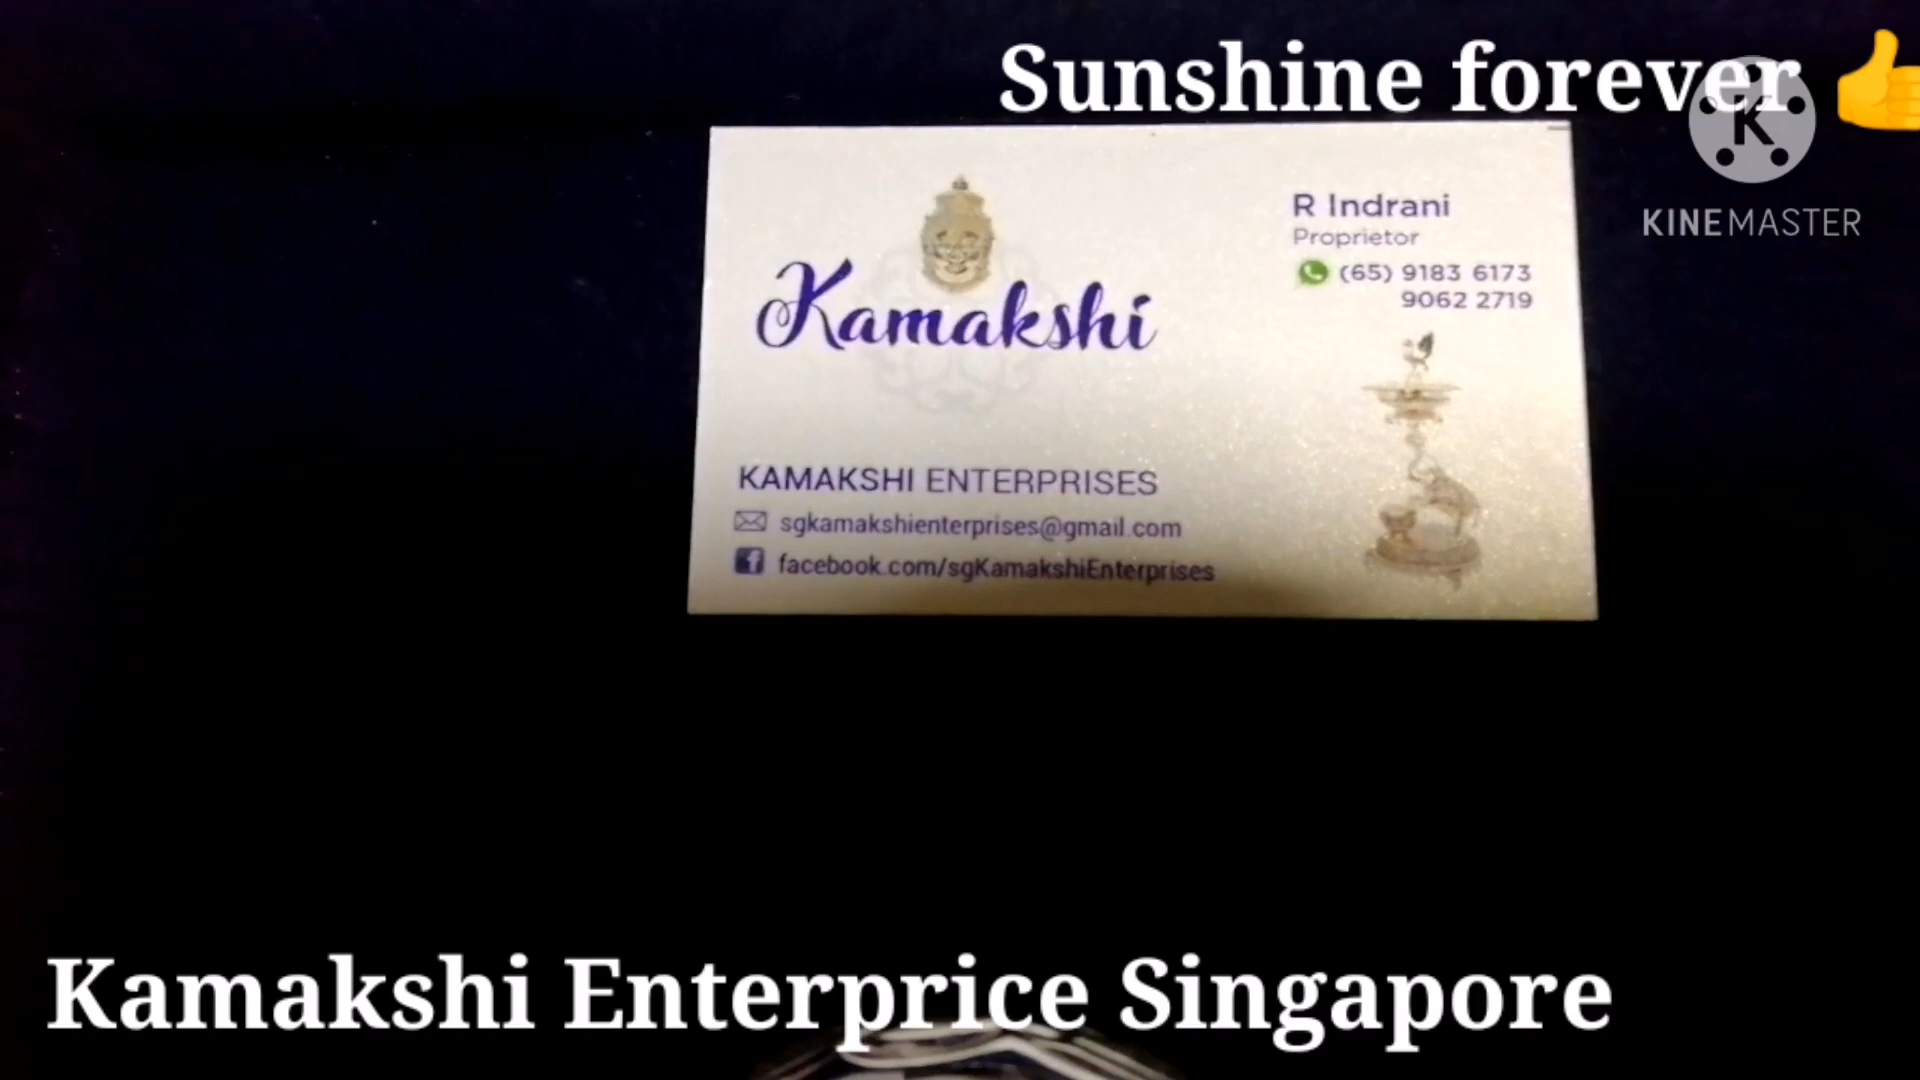 Sunshine forever 👍
KINEMASTER
Kamakshi
R Indrani
Proprietor
(65) 9183 6173
9062 2719
KAMAKSHI ENTERPRISES
sgkamakshienterprises@gmail.com
facebook.com/sgKamakshiEnterprises
Kamakshi Enterprice Singapore